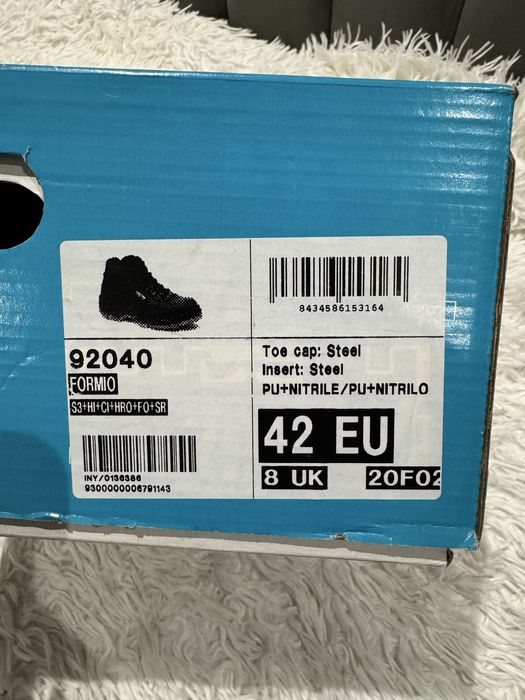 8434586153164
92040
FORMIO
S3+HI+CI+HRO+FO+SR
INY/0136386
9300000006791143
Toe cap: Steel
Insert: Steel
PU+NITRILE/PU+NITRILO
42 EU
8 UK 20F02